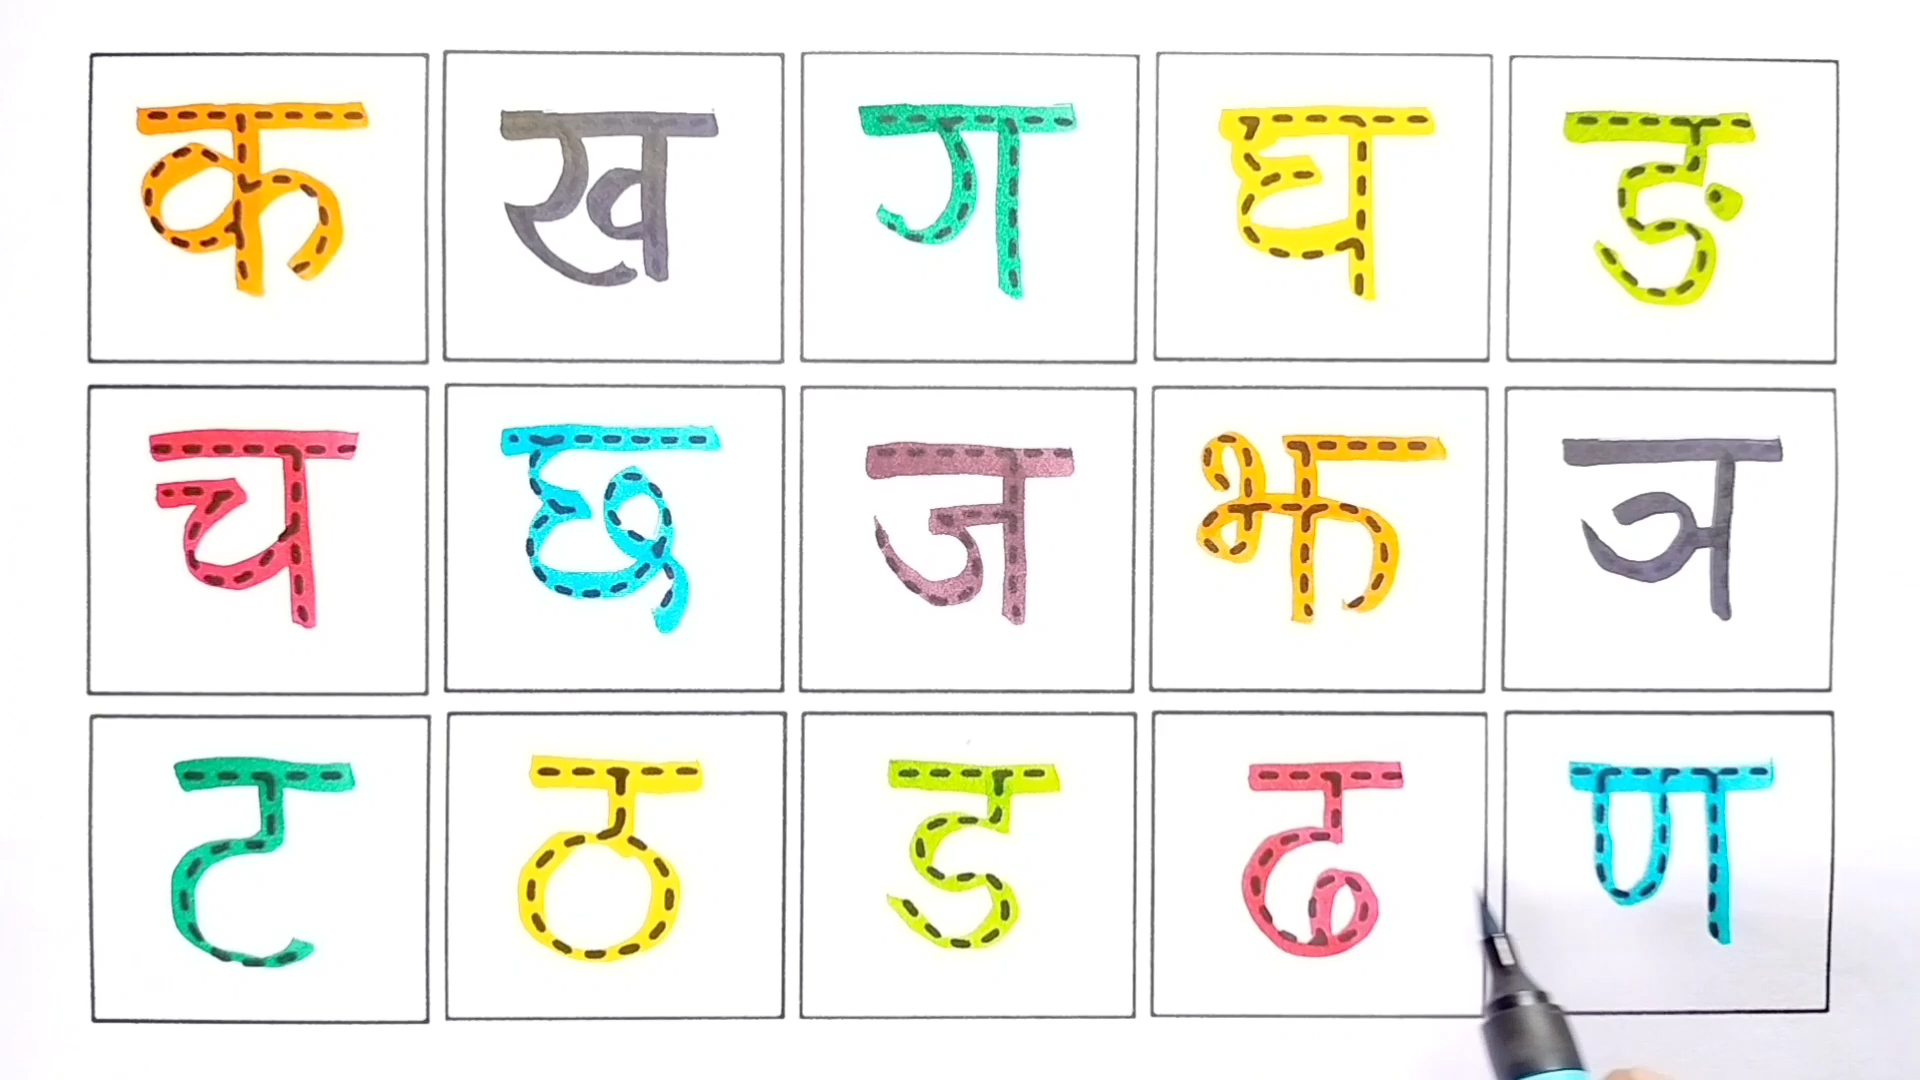 क ख ग घ ङ
च छ ज झ ञ
ट ठ ड ढ ण